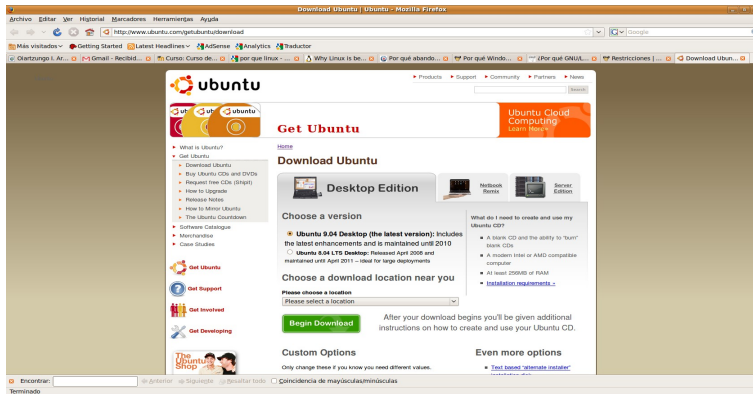 Download Ubuntu | Ubuntu - Mozilla Firefox
Archivo Editar Ver Historial Marcadores Herramientas Ayuda
http://www.ubuntu.com/getubuntu/download
Google
Más visitados Getting Started Latest Headlines AdSense Analytics Traductor
Olartzungo I. Ar... Gmail - Recibid... Curso: Curso de... por que linux - ... Why Linux is be... Por qué abando... Por qué Windo... ¿Por qué GNU/L... Restricciones | ... Download Ubun...
ubuntu
Products Support Community Partners News
Search
ubuntu
Get Ubuntu
Ubuntu Cloud
Computing
Learn More
What is Ubuntu?
Get Ubuntu
Download Ubuntu
Buy Ubuntu CDs and DVDs
Request free CDs (ShipIt)
How to Upgrade
Release Notes
How to Mirror Ubuntu
The Ubuntu Countdown
Software Catalogue
Merchandise
Case Studies
Get Ubuntu
Get Support
Get Involved
Get Developing
The
Ubuntu
Shop
Home
Download Ubuntu
Desktop Edition
Netbook
Remix
Server
Edition
Choose a version
Ubuntu 9.04 Desktop (the latest version): Includes
the latest enhancements and is maintained until 2010
Ubuntu 8.04 LTS Desktop: Released April 2008 and
maintained until April 2011 – ideal for large deployments
Choose a download location near you
Please choose a location
Please select a location
Begin Download
After your download begins you'll be given additional
instructions on how to create and use your Ubuntu CD.
What do I need to create and use my
Ubuntu CD?
A blank CD and the ability to "burn"
blank CDs
A modern Intel or AMD compatible
computer
At least 256MB of RAM
Installation requirements »
Custom Options
Only change these if you know you need different values.
Even more options
Text based "alternate installer"
Encontrar: Anterior Siguiente Resaltar todo Coincidencia de mayúsculas/minúsculas
Terminado